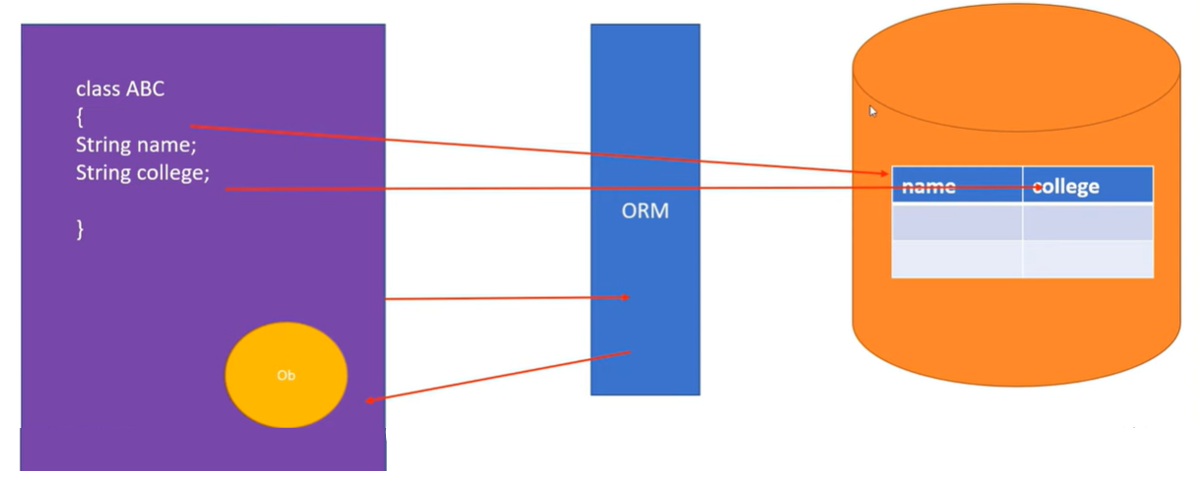 class ABC
{
String name;
String college;
}
Ob
ORM
name college